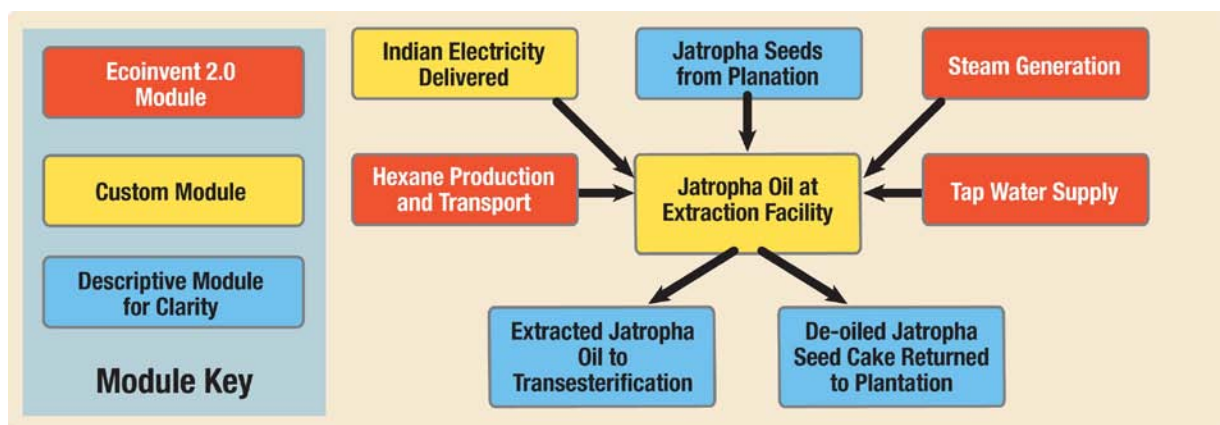 Ecoinvent 2.0
Module
Custom Module
Descriptive Module
for Clarity
Module Key
Indian Electricity
Delivered
Jatropha Seeds
from Planation
Steam Generation
Hexane Production
and Transport
Jatropha Oil at
Extraction Facility
Tap Water Supply
Extracted Jatropha
Oil to
Transesterification
De-oiled Jatropha
Seed Cake Returned
to Plantation